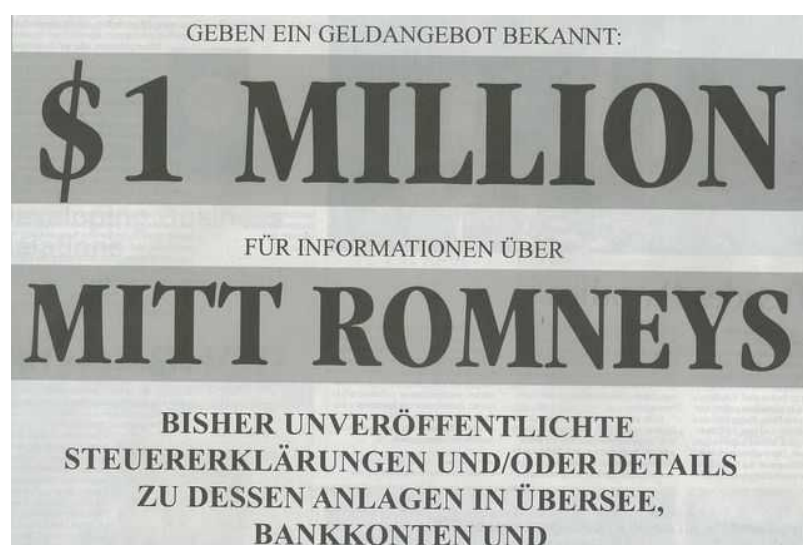 GEBEN EIN GELDANGEBOT BEKANNT:
$1 MILLION
FÜR INFORMATIONEN ÜBER
MITT ROMNEYS
BISHER UNVERÖFFENTLICHTE
STEUERERKLÄRUNGEN UND/ODER DETAILS
ZU DESSEN ANLAGEN IN ÜBERSEE,
BANKKONTEN UND